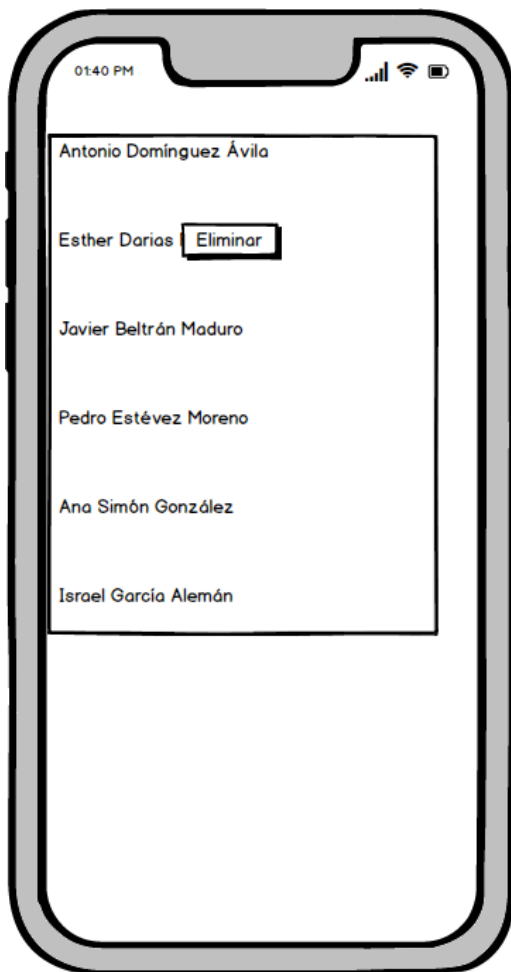 01:40 PM
Antonio Domínguez Ávila
Esther Darias
Eliminar
Javier Beltrán Maduro
Pedro Estévez Moreno
Ana Simón González
Israel García Alemán